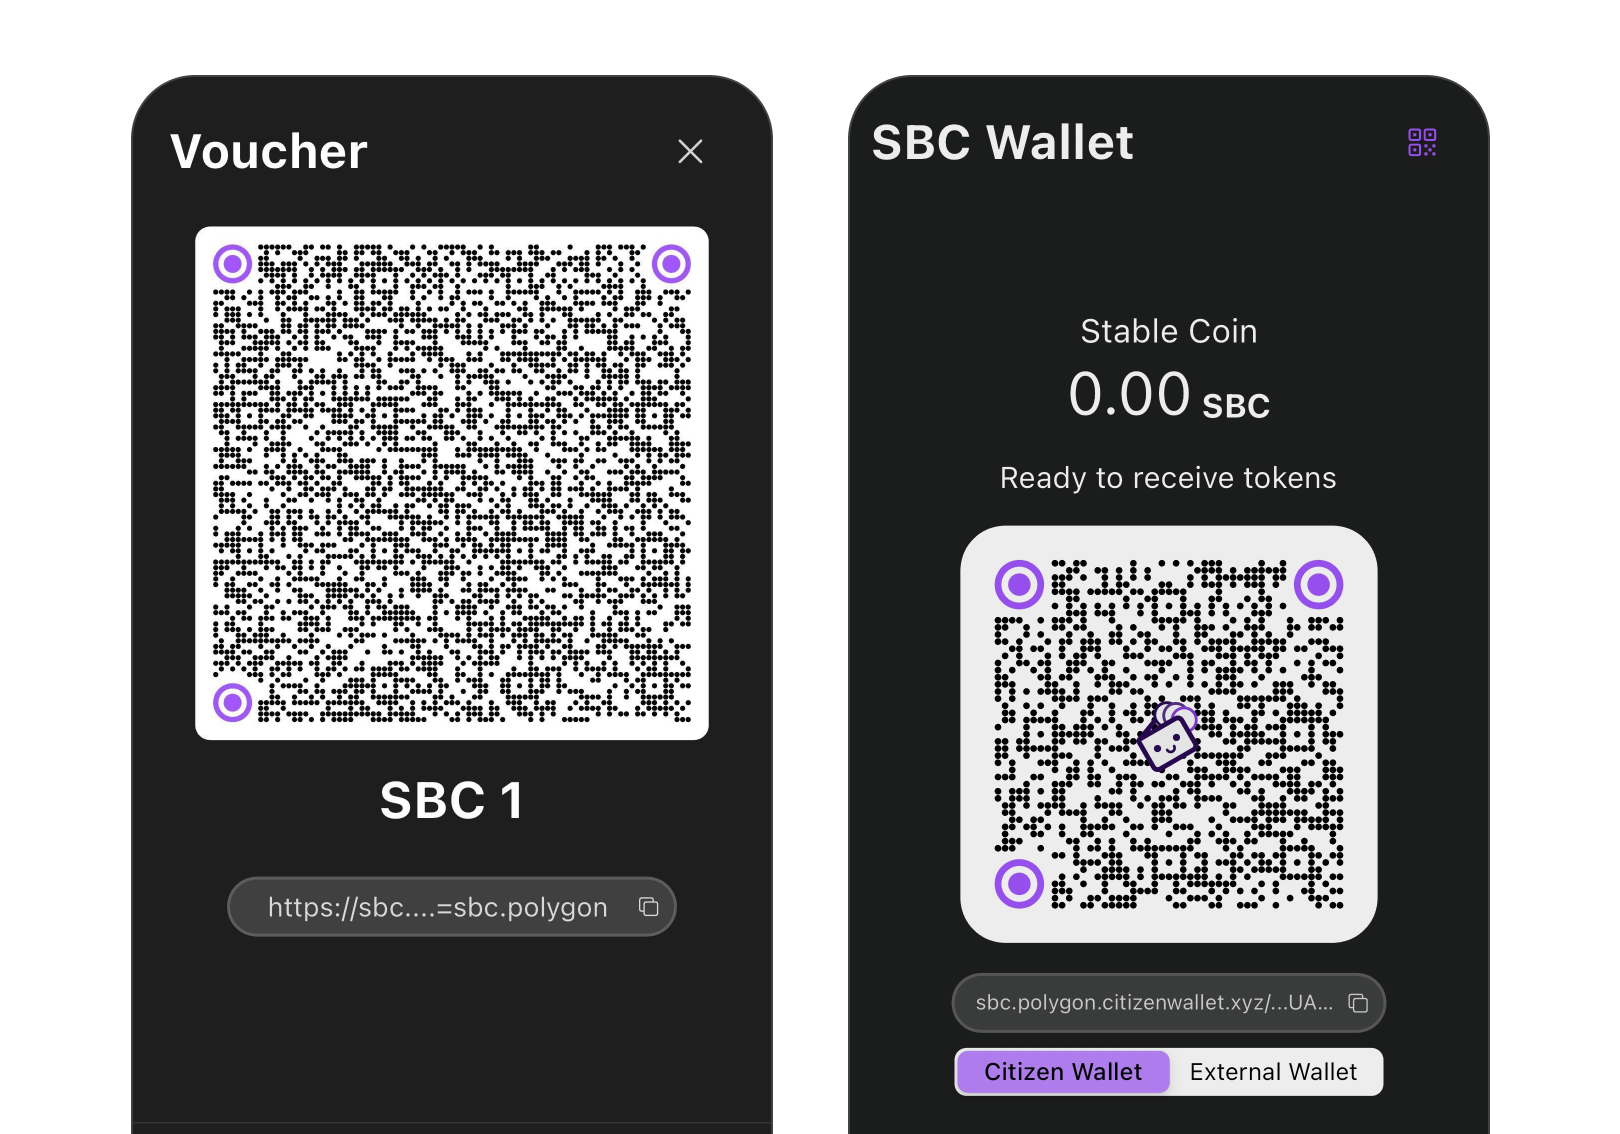 Voucher
SBC 1
https://sbc....=sbc.polygon
SBC Wallet
Stable Coin
0.00 SBC
Ready to receive tokens
sbc.polygon.citizenwallet.xyz/...UA...
Citizen Wallet
External Wallet